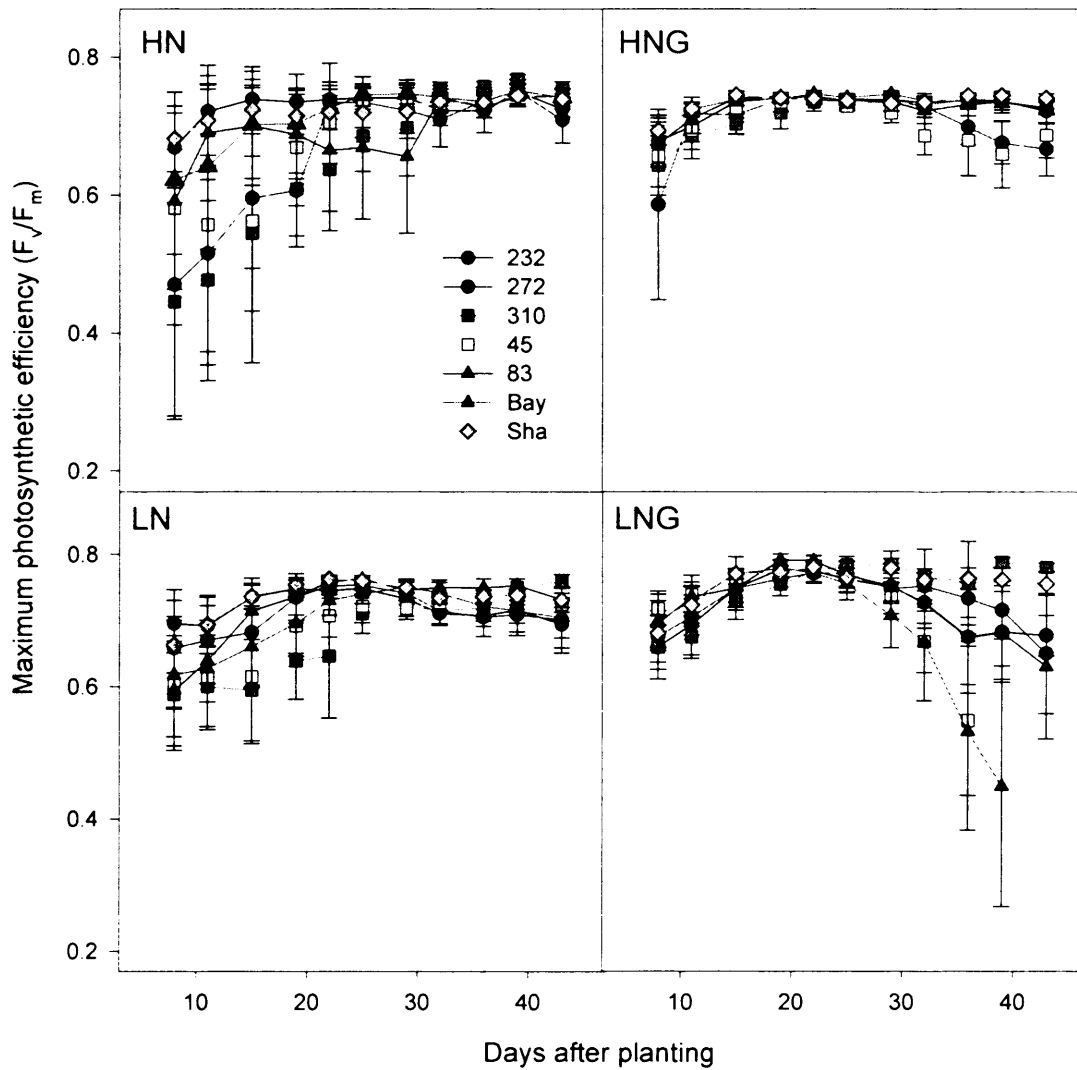 HN
HNG
0.8
0.6
0.4
0.2
232
272
310
45
83
Bay
Sha
Maximum photosynthetic efficiency (Fv/Fm)
LN
LNG
0.8
0.6
0.4
0.2
10 20 30 40 10 20 30 40
Days after planting